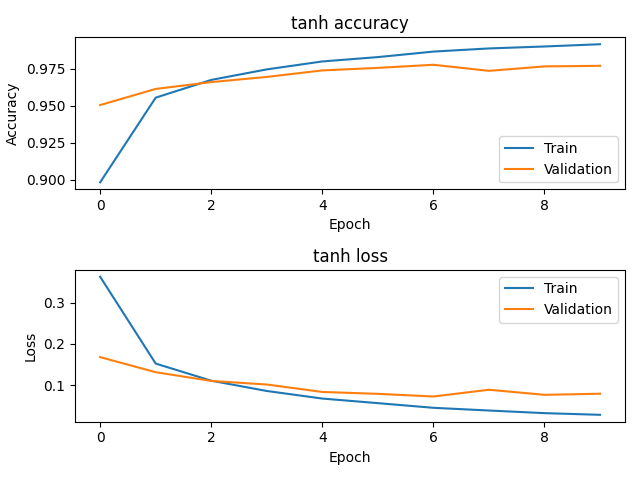 tanh accuracy
Accuracy
0.975
0.950
0.925
0.900
Train
Validation
0 2 4 6 8
Epoch
tanh loss
Loss
0.3
0.2
0.1
Train
Validation
0 2 4 6 8
Epoch